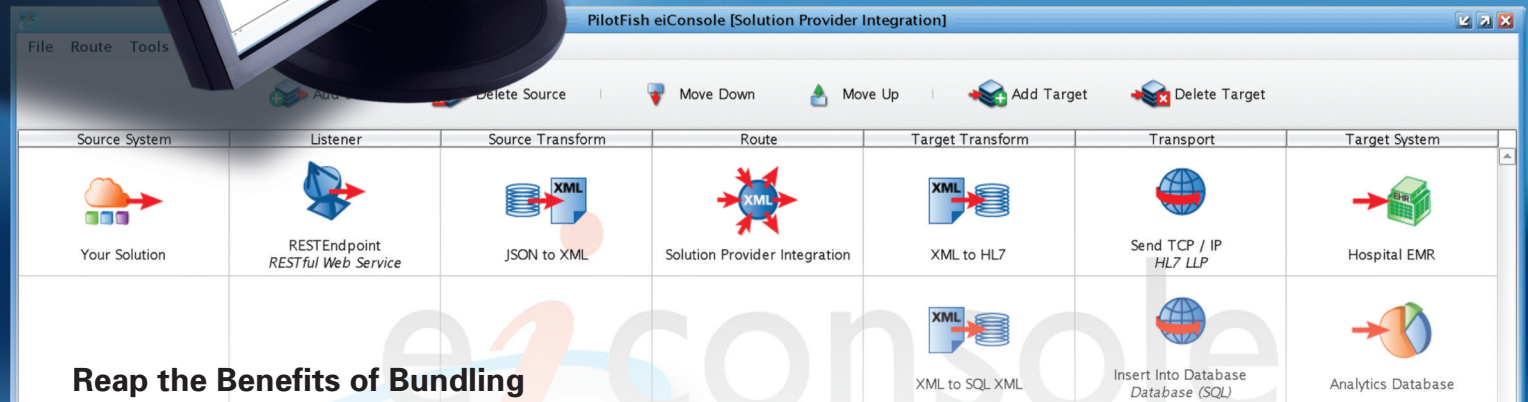 PilotFish eiConsole [Solution Provider Integration]
File Route Tools
Delete Source Move Down Move Up Add Target Delete Target
Source System Listener Source Transform Route Target Transform Transport Target System
XML XML XML EHR
Your Solution RESTEndpoint JSON to XML Solution Provider Integration XML to HL7 Send TCP / IP Hospital EMR
RESTful Web Service HL7 LLP
eiconsole
XML
XML to SQL XML Insert Into Database Analytics Database
Database (SQL)
Reap the Benefits of Bundling